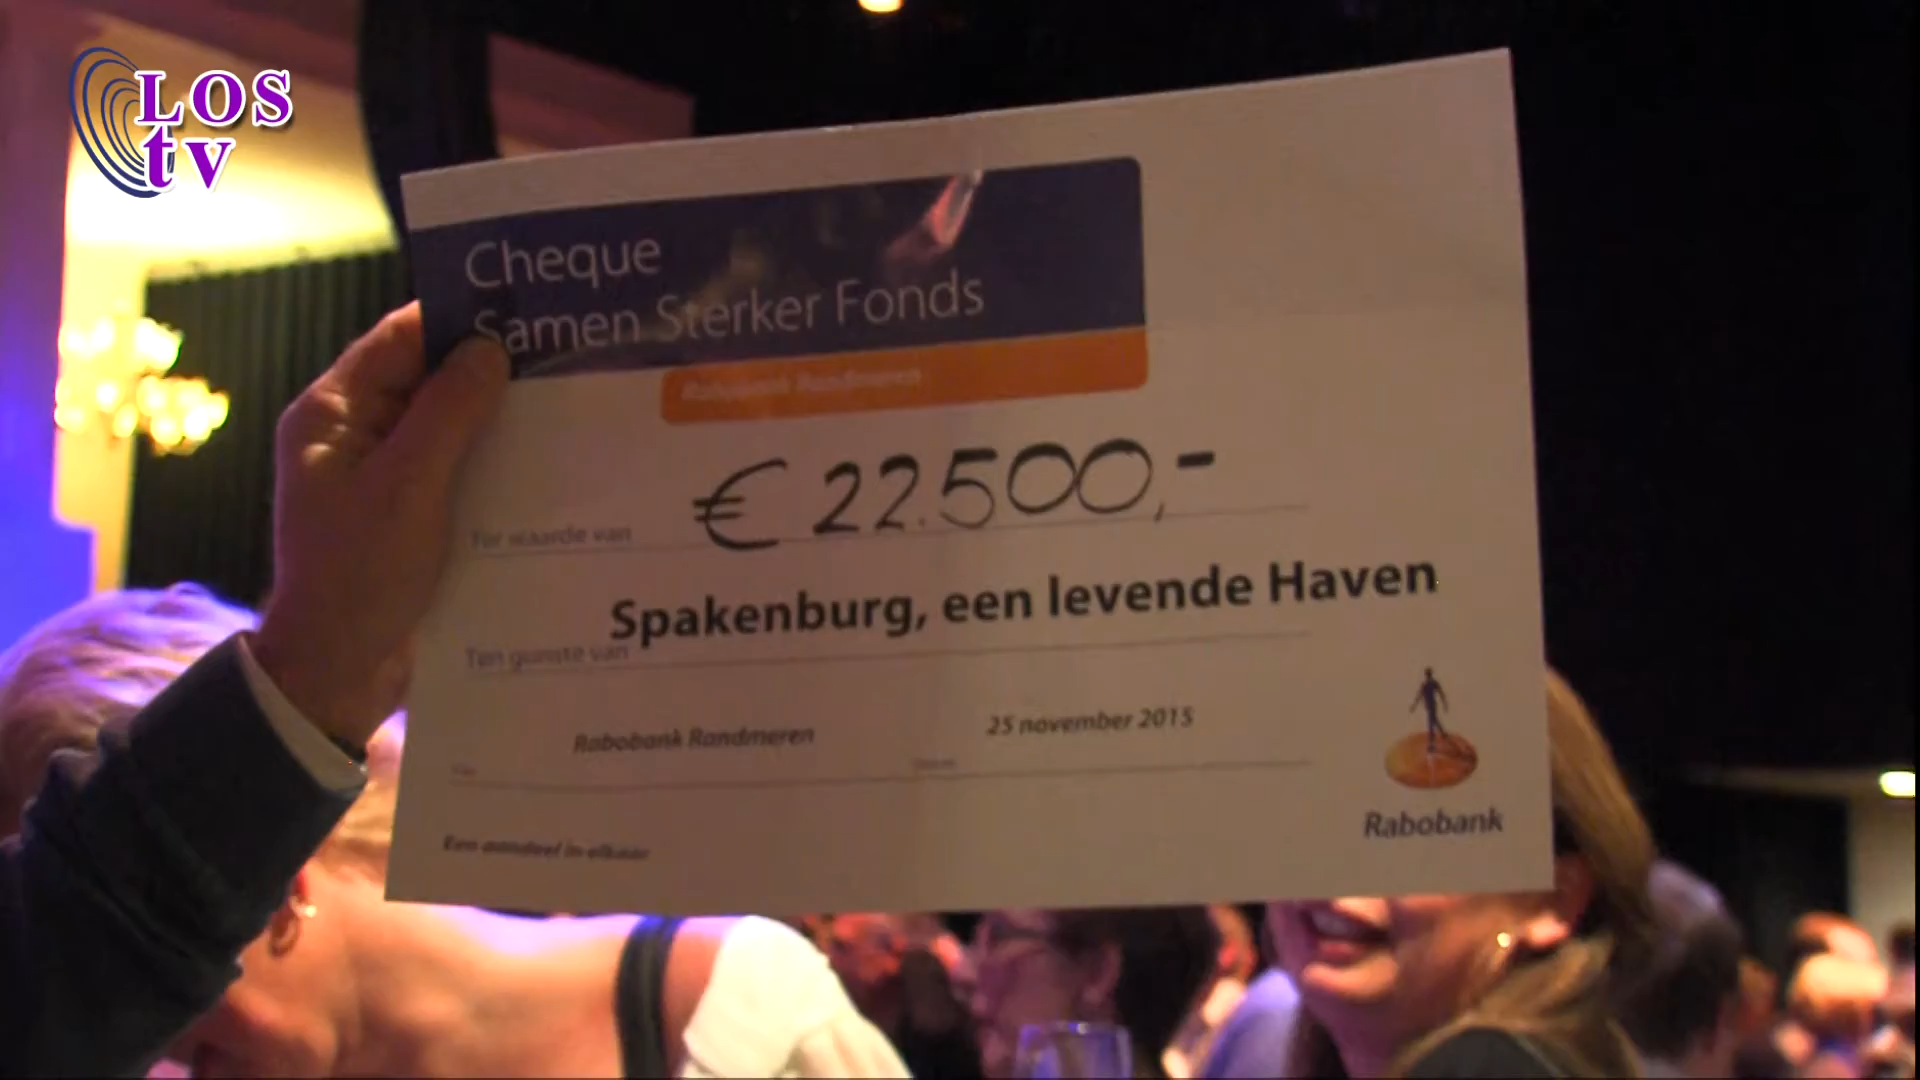 LOS
tv
Cheque
Samen Sterker Fonds
Rabobank Randmeren
Ter waarde van € 22.500,-
Ten gunste van Spakenburg, een levende Haven
Rabobank Randmeren 25 november 2015
Rabobank
Een aandeel in elkaar